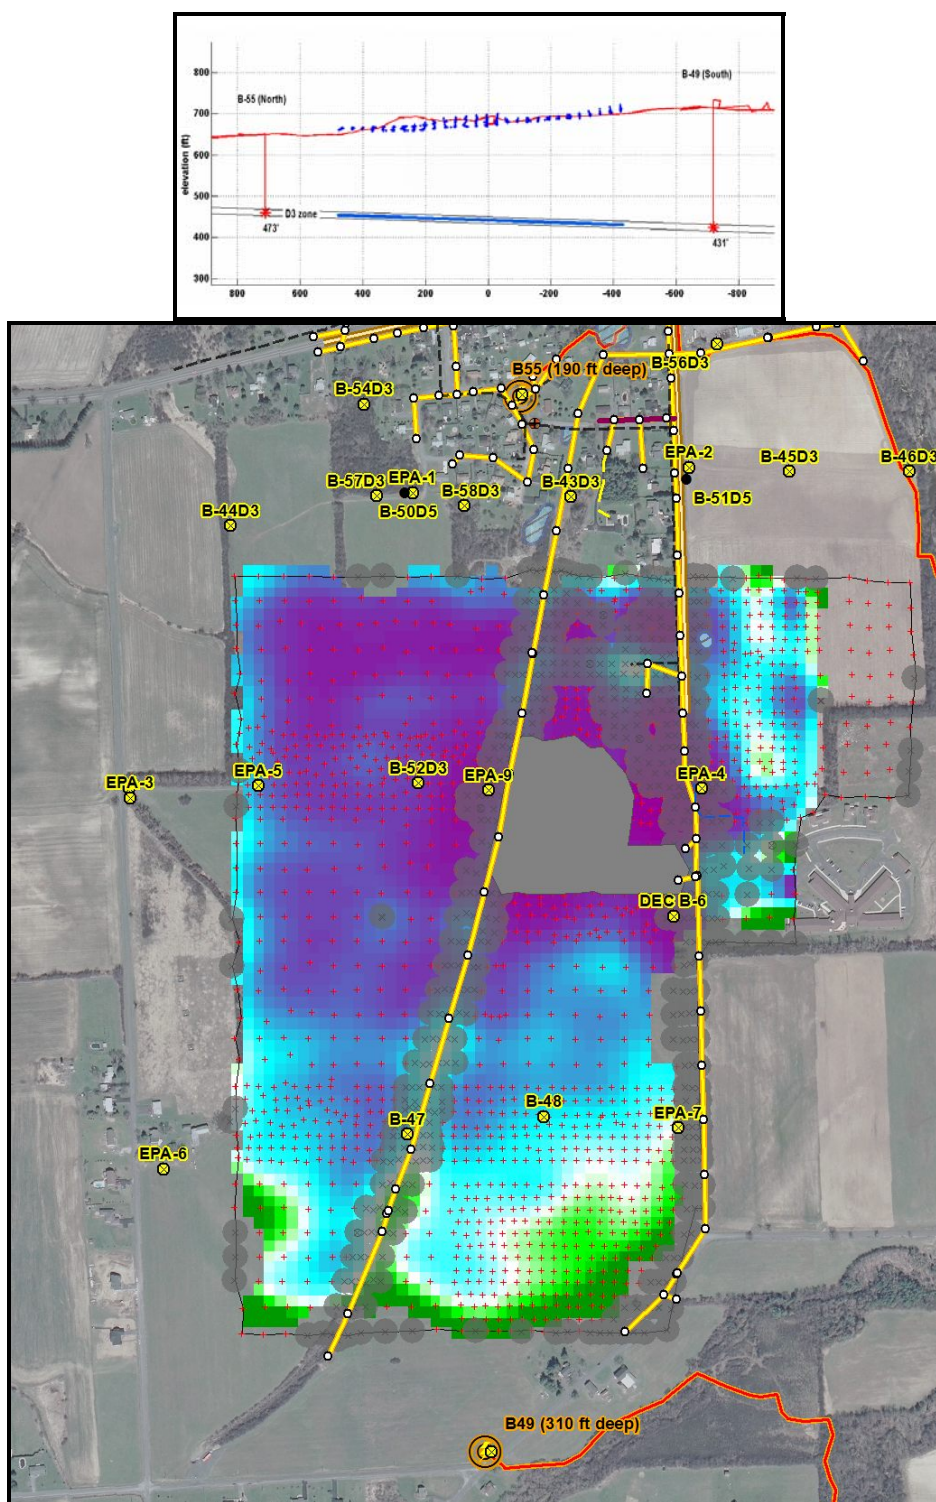 B-49 (South)
B-55 (North)
elevation (ft)
800
700
600
500
400
300
D3 zone
473'
431'
800 600 400 200 0 -200 -400 -600 -800
B55 (190 ft deep)
B-56D3
B-54D3
EPA-2
B-45D3
B-46D3
B-57D3
EPA-1
B-43D3
B-58D3
B-51D5
B-50D5
B-44D3
EPA-5
B-52D3
EPA-9
EPA-4
EPA-3
DEC B-6
B-47
B-48
EPA-7
EPA-6
B49 (310 ft deep)